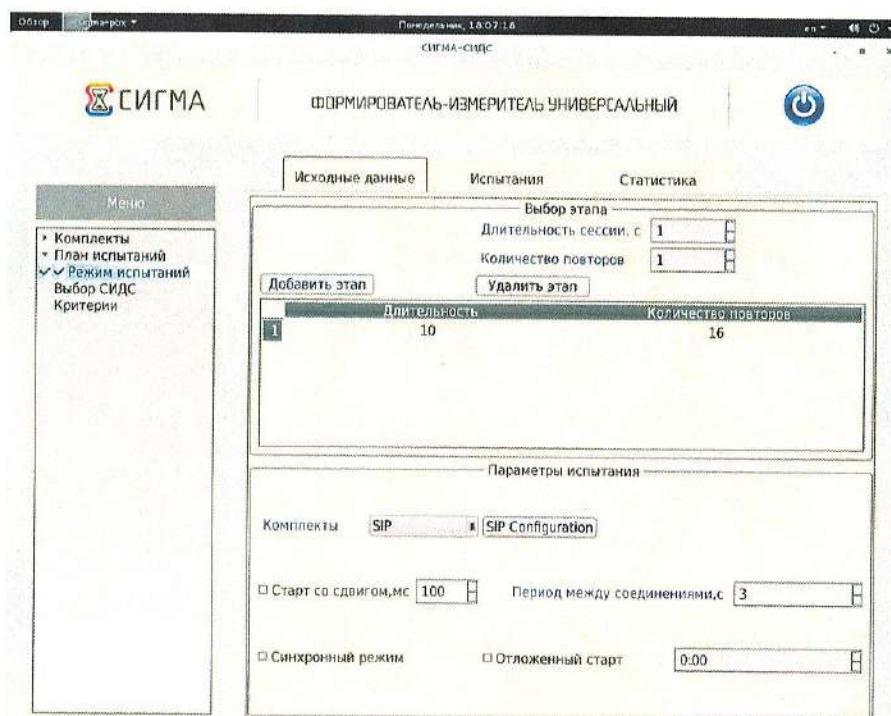 Обзор sigma-pbx Понедельник, 18:07:16 en
СИГМА-СИДС
СИГМА ФОРМИРОВАТЕЛЬ-ИЗМЕРИТЕЛЬ УНИВЕРСАЛЬНЫЙ
Исходные данные Испытания Статистика
Меню
Комплекты
План испытаний
Режим испытаний
Выбор СИДС
Критерии
Выбор этапа
Длительность сессии, с 1
Количество повторов 1
Добавить этап Удалить этап
Длительность Количество повторов
1 10 16
Параметры испытания
Комплекты SIP SIP Configuration
Старт со сдвигом,мс 100 Период между соединениями,с 3
Синхронный режим Отложенный старт 0:00